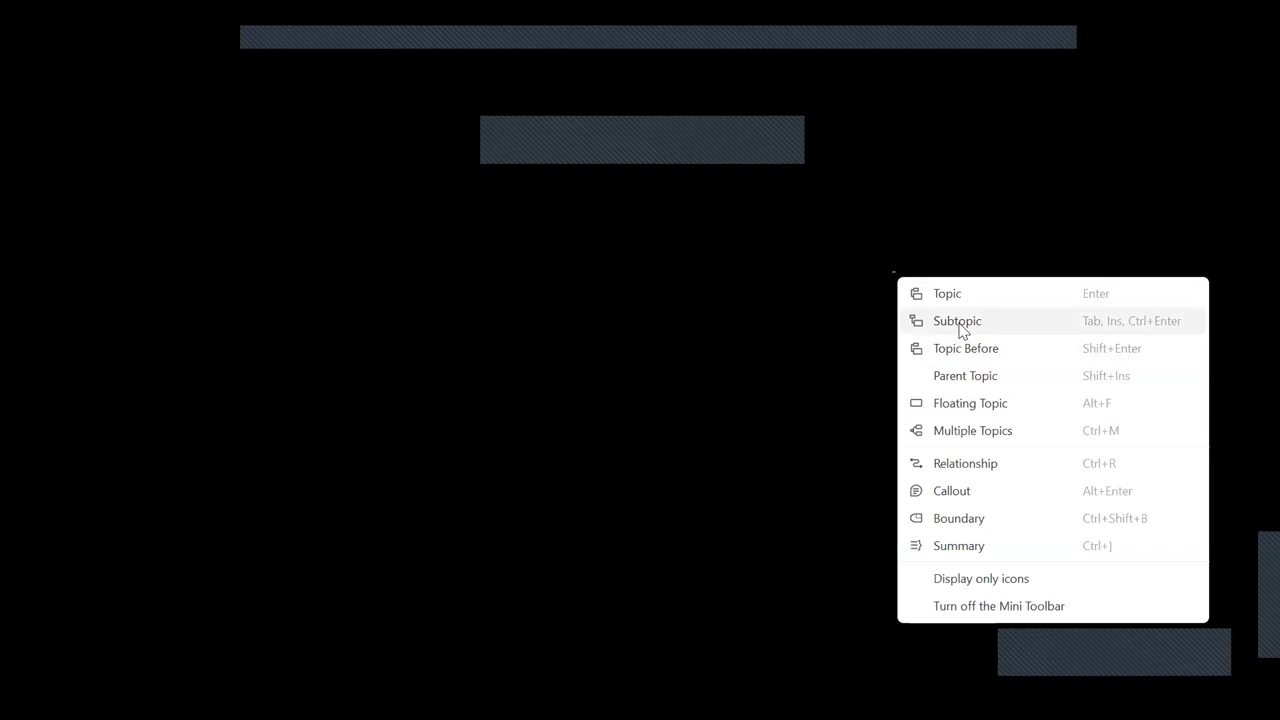 Topic Enter
Subtopic Tab, Ins, Ctrl+Enter
Topic Before Shift+Enter
Parent Topic Shift+Ins
Floating Topic Alt+F
Multiple Topics Ctrl+M
Relationship Ctrl+R
Callout Alt+Enter
Boundary Ctrl+Shift+B
Summary Ctrl+]
Display only icons
Turn off the Mini Toolbar